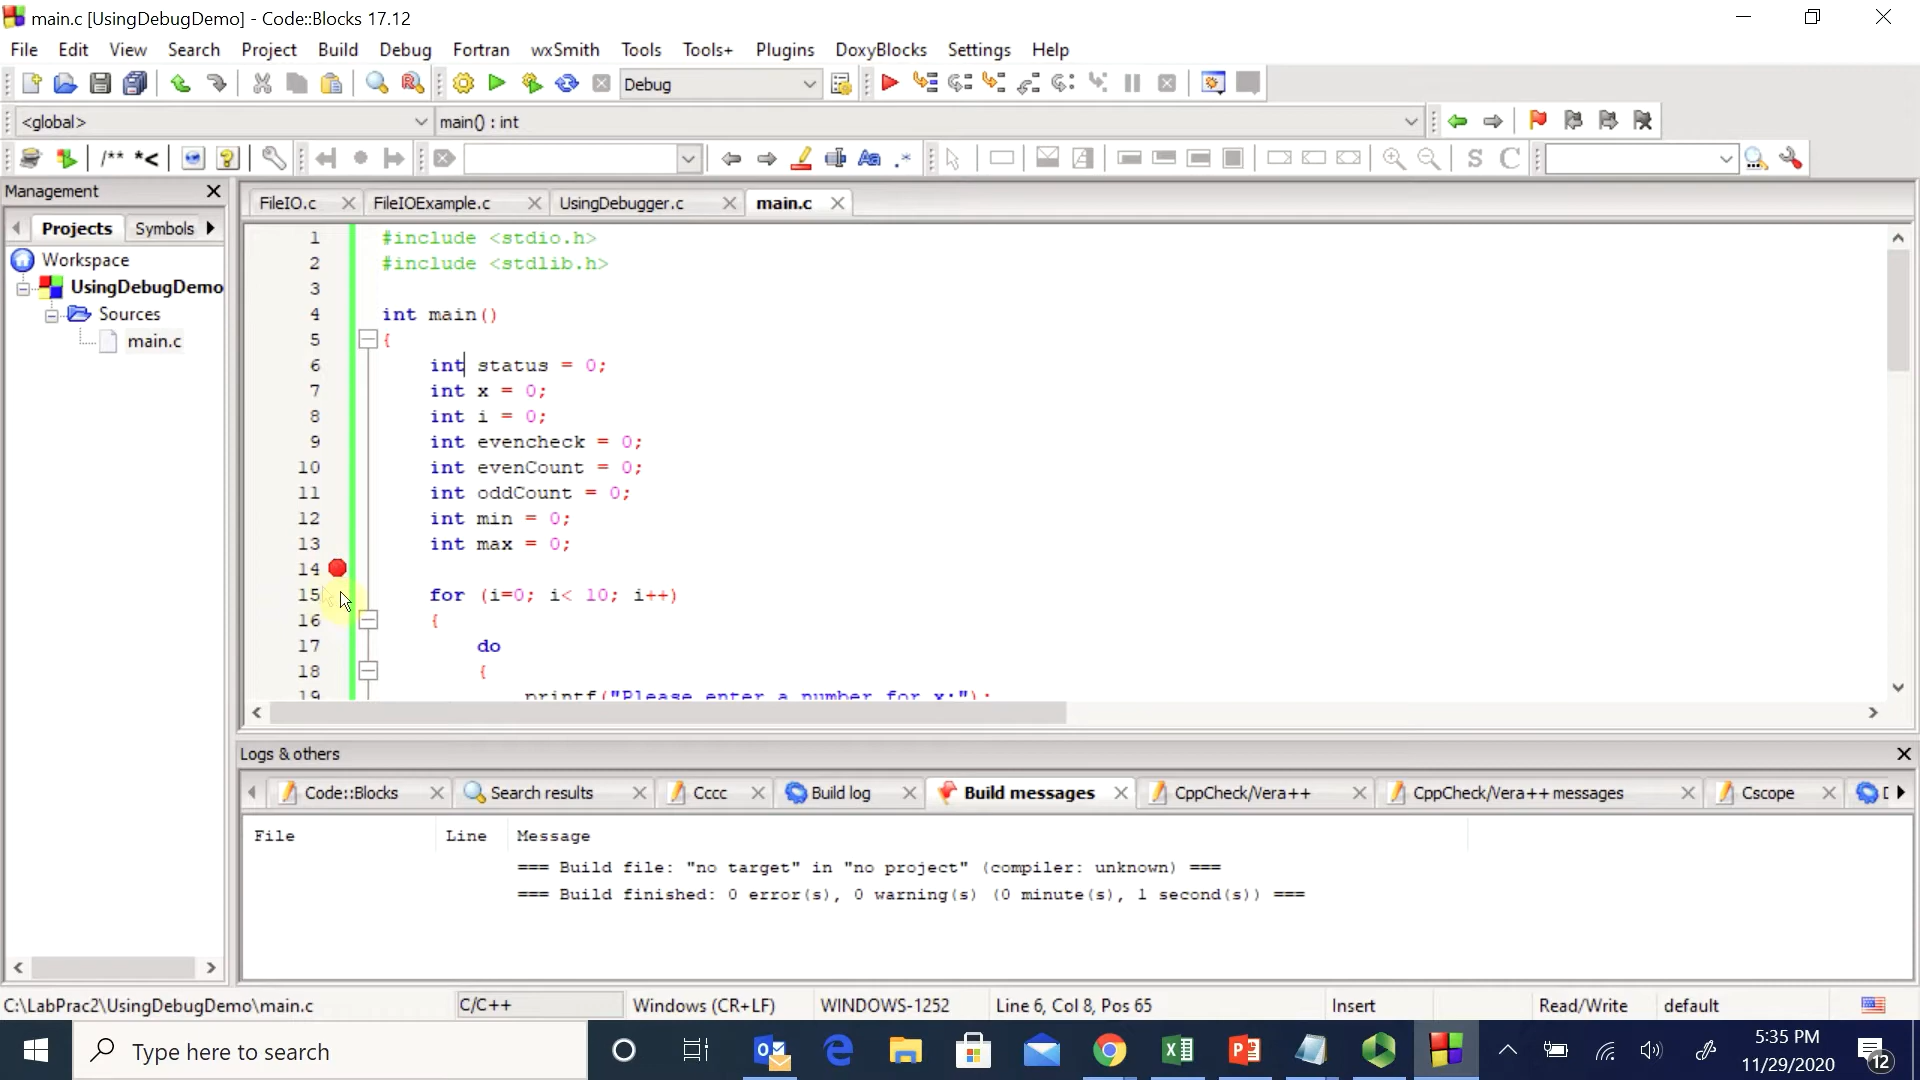 main.c [UsingDebugDemo] - Code::Blocks 17.12
File Edit View Search Project Build Debug Fortran wxSmith Tools Tools+ Plugins DoxyBlocks Settings Help
Debug
<global> main() : int
/** *<
Aa .* S C
Management
Projects Symbols
Workspace
UsingDebugDemo
Sources
main.c
FileIO.c FileIOExample.c UsingDebugger.c main.c
1 #include <stdio.h>
2 #include <stdlib.h>
3
4 int main()
5 {
6 int status = 0;
7 int x = 0;
8 int i = 0;
9 int evencheck = 0;
10 int evenCount = 0;
11 int oddCount = 0;
12 int min = 0;
13 int max = 0;
14
15 for (i=0; i< 10; i++)
16 {
17 do
18 {
19 printf("Please enter a number for x:");
Logs & others
Code::Blocks Search results Cccc Build log Build messages CppCheck/Vera++ CppCheck/Vera++ messages Cscope
File Line Message
=== Build file: "no target" in "no project" (compiler: unknown) ===
=== Build finished: 0 error(s), 0 warning(s) (0 minute(s), 1 second(s)) ===
C:\LabPrac2\UsingDebugDemo\main.c C/C++ Windows (CR+LF) WINDOWS-1252 Line 6, Col 8, Pos 65 Insert Read/Write default
Type here to search
5:35 PM
11/29/2020
12